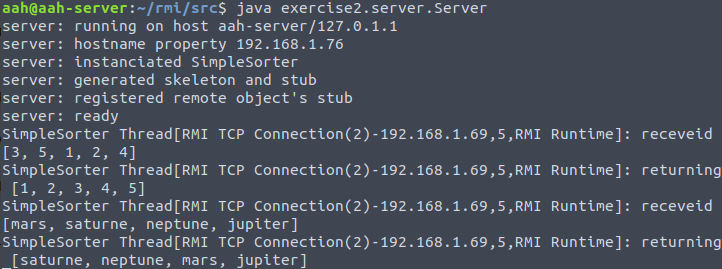 aah@aah-server:~/rmi/src$ java exercise2.server.Server
server: running on host aah-server/127.0.1.1
server: hostname property 192.168.1.76
server: instanciated SimpleSorter
server: generated skeleton and stub
server: registered remote object's stub
server: ready
SimpleSorter Thread[RMI TCP Connection(2)-192.168.1.69,5,RMI Runtime]: receveid
[3, 5, 1, 2, 4]
SimpleSorter Thread[RMI TCP Connection(2)-192.168.1.69,5,RMI Runtime]: returning
 [1, 2, 3, 4, 5]
SimpleSorter Thread[RMI TCP Connection(2)-192.168.1.69,5,RMI Runtime]: receveid
[mars, saturne, neptune, jupiter]
SimpleSorter Thread[RMI TCP Connection(2)-192.168.1.69,5,RMI Runtime]: returning
 [saturne, neptune, mars, jupiter]